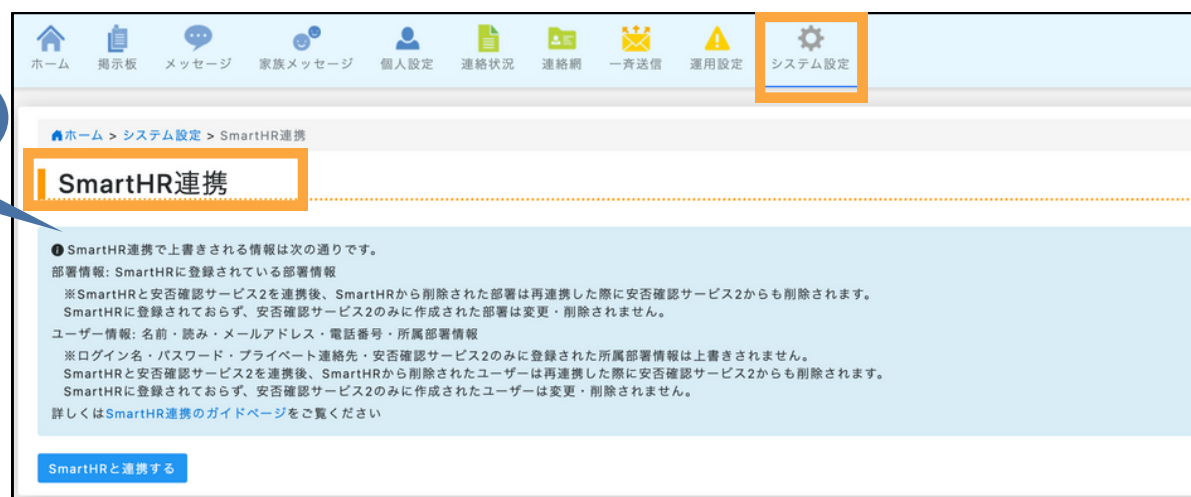 ホーム 掲示板 メッセージ 家族メッセージ 個人設定 連絡状況 連絡網 一斉送信 運用設定 システム設定
ホーム > システム設定 > SmartHR連携
SmartHR連携
SmartHR連携で上書きされる情報は次の通りです。
部署情報: SmartHRに登録されている部署情報
※SmartHRと安否確認サービス2を連携後、SmartHRから削除された部署は再連携した際に安否確認サービス2からも削除されます。
SmartHRに登録されておらず、安否確認サービス2のみに作成された部署は変更・削除されません。
ユーザー情報: 名前・読み・メールアドレス・電話番号・所属部署情報
※ログイン名・パスワード・プライベート連絡先・安否確認サービス2のみに登録された所属部署情報は上書きされません。
SmartHRと安否確認サービス2を連携後、SmartHRから削除されたユーザーは再連携した際に安否確認サービス2からも削除されます。
SmartHRに登録されておらず、安否確認サービス2のみに作成されたユーザーは変更・削除されません。
詳しくはSmartHR連携のガイドページをご覧ください
SmartHRと連携する